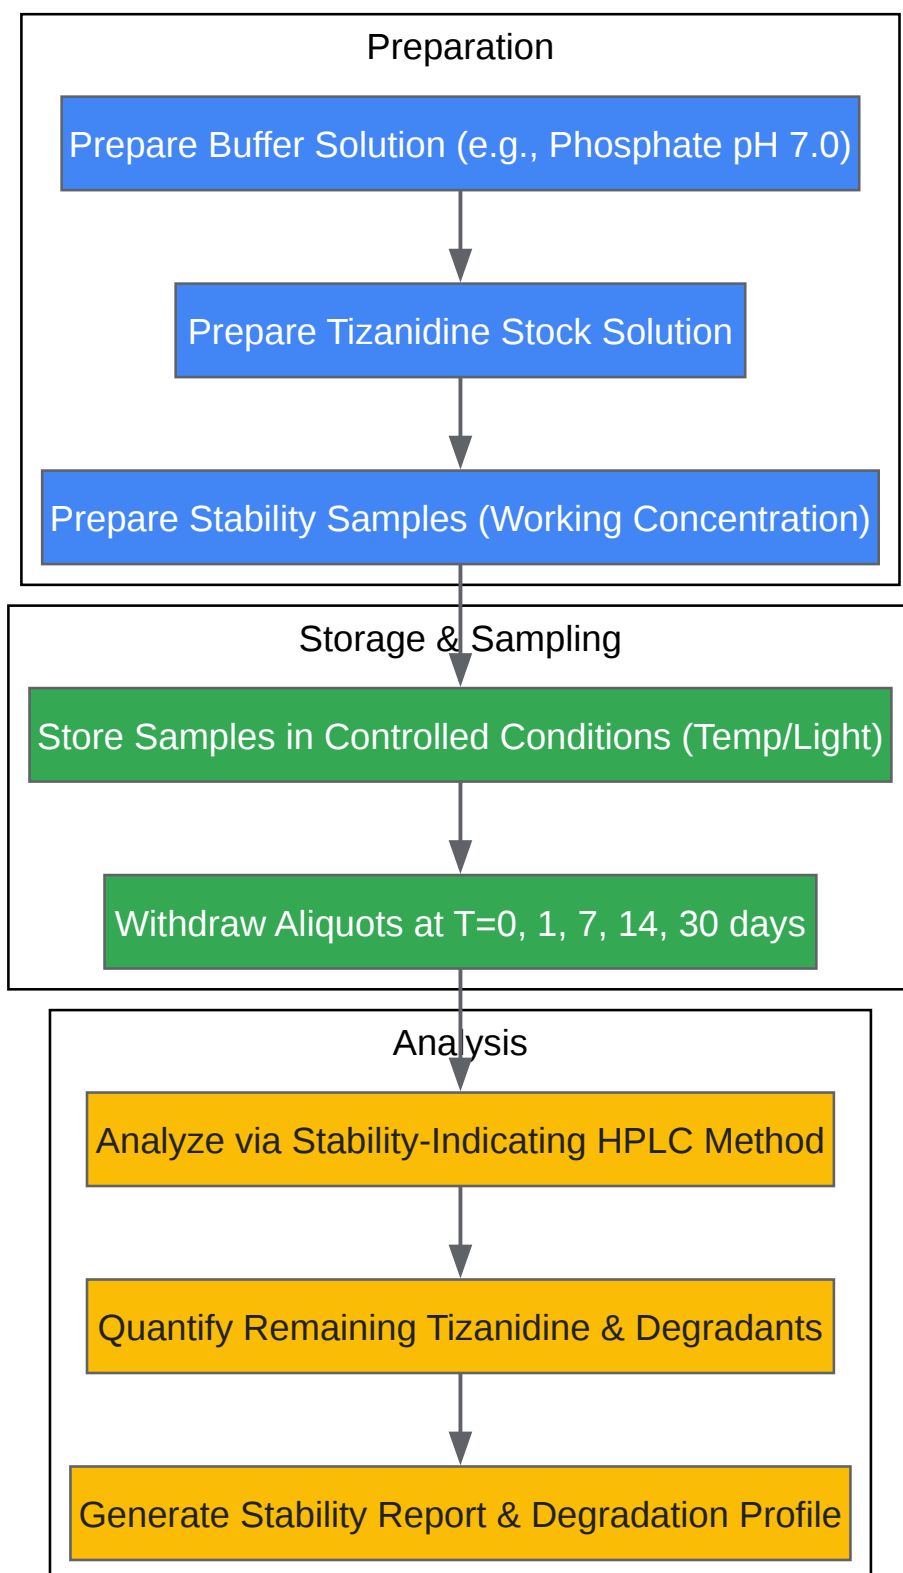 Preparation
Prepare Buffer Solution (e.g., Phosphate pH 7.0)
Prepare Tizanidine Stock Solution
Prepare Stability Samples (Working Concentration)
Storage & Sampling
Store Samples in Controlled Conditions (Temp/Light)
Withdraw Aliquots at T=0, 1, 7, 14, 30 days
Analysis
Analyze via Stability-Indicating HPLC Method
Quantify Remaining Tizanidine & Degradants
Generate Stability Report & Degradation Profile